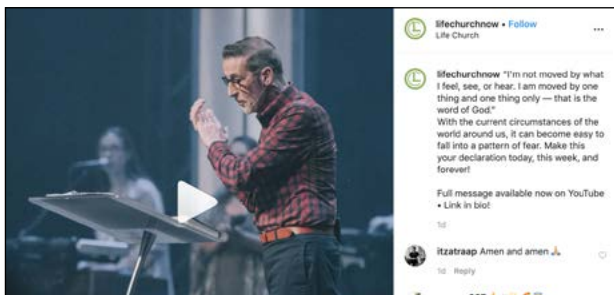 lifechurchnow • Follow
Life Church
lifechurchnow "I'm not moved by what
I feel, see, or hear. I am moved by one
thing and one thing only — that is the
word of God."
With the current circumstances of the
world around us, it can become easy to
fall into a pattern of fear. Make this
your declaration today, this week, and
forever!
Full message available now on YouTube
• Link in bio!
1d
itzatraap Amen and amen 🙏
1d Reply